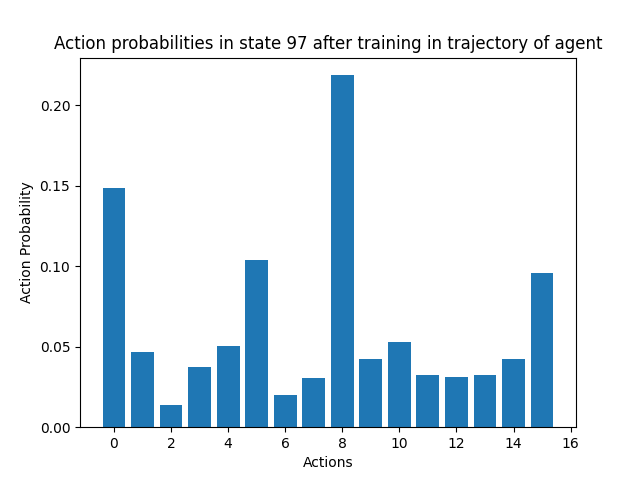 Action probabilities in state 97 after training in trajectory of agent
Action Probability
0.20
0.15
0.10
0.05
0.00
0 2 4 6 8 10 12 14 16
Actions